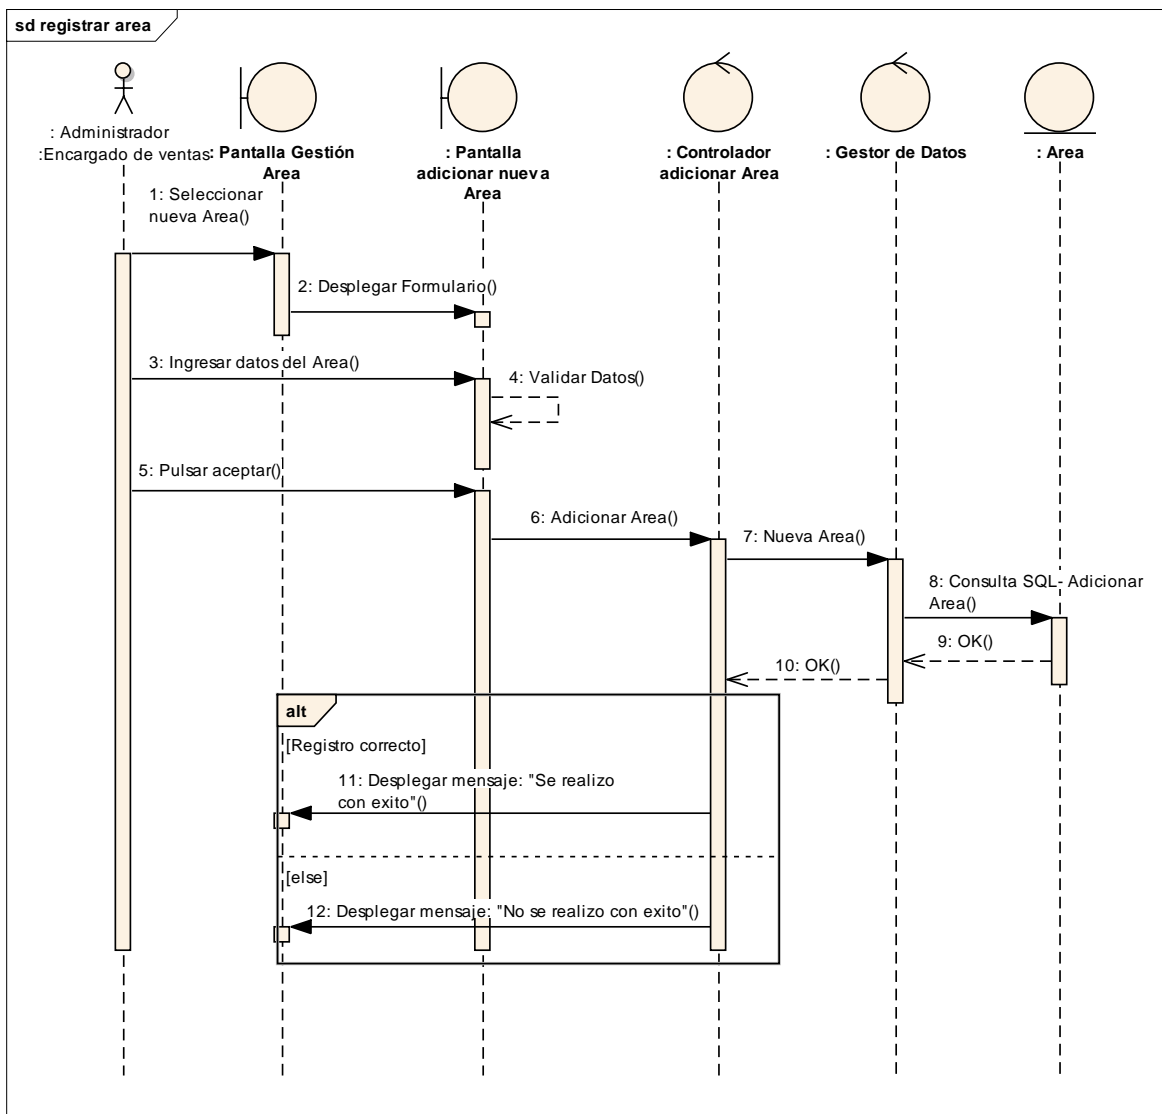 sd registrar area
: Administrador
:Encargado de ventas
: Pantalla Gestión
Area
: Pantalla
adicionar nueva
Area
: Controlador
adicionar Area
: Gestor de Datos
: Area
1: Seleccionar
nueva Area()
2: Desplegar Formulario()
3: Ingresar datos del Area()
4: Validar Datos()
5: Pulsar aceptar()
6: Adicionar Area()
7: Nueva Area()
8: Consulta SQL- Adicionar
Area()
9: OK()
10: OK()
alt
[Registro correcto]
11: Desplegar mensaje: "Se realizo
con exito"()
[else]
12: Desplegar mensaje: "No se realizo con exito"()